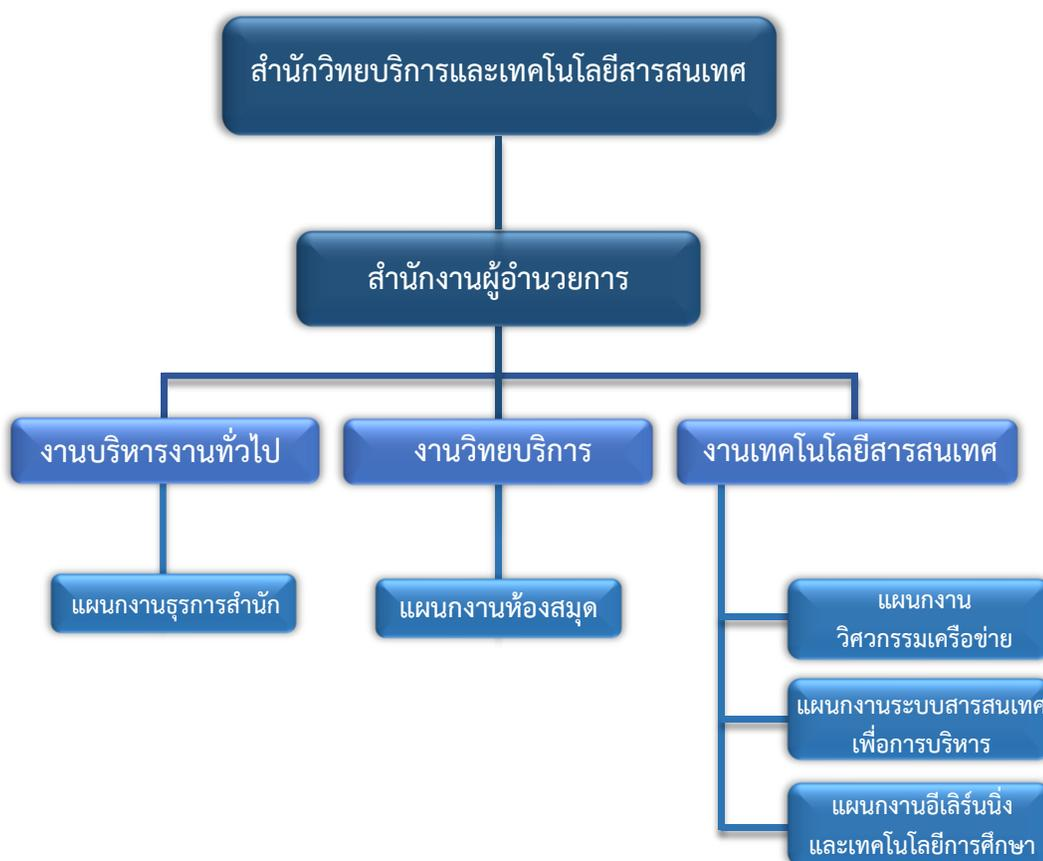 สำนักวิทยบริการและเทคโนโลยีสารสนเทศ
สำนักงานผู้อำนวยการ
งานบริหารงานทั่วไป
งานวิทยบริการ
งานเทคโนโลยีสารสนเทศ
แผนกงานธุรการสำนัก
แผนกงานห้องสมุด
แผนกงาน
วิศวกรรมเครือข่าย
แผนกงานระบบสารสนเทศ
เพื่อการบริหาร
แผนกงานอีเลิร์นนิ่ง
และเทคโนโลยีการศึกษา